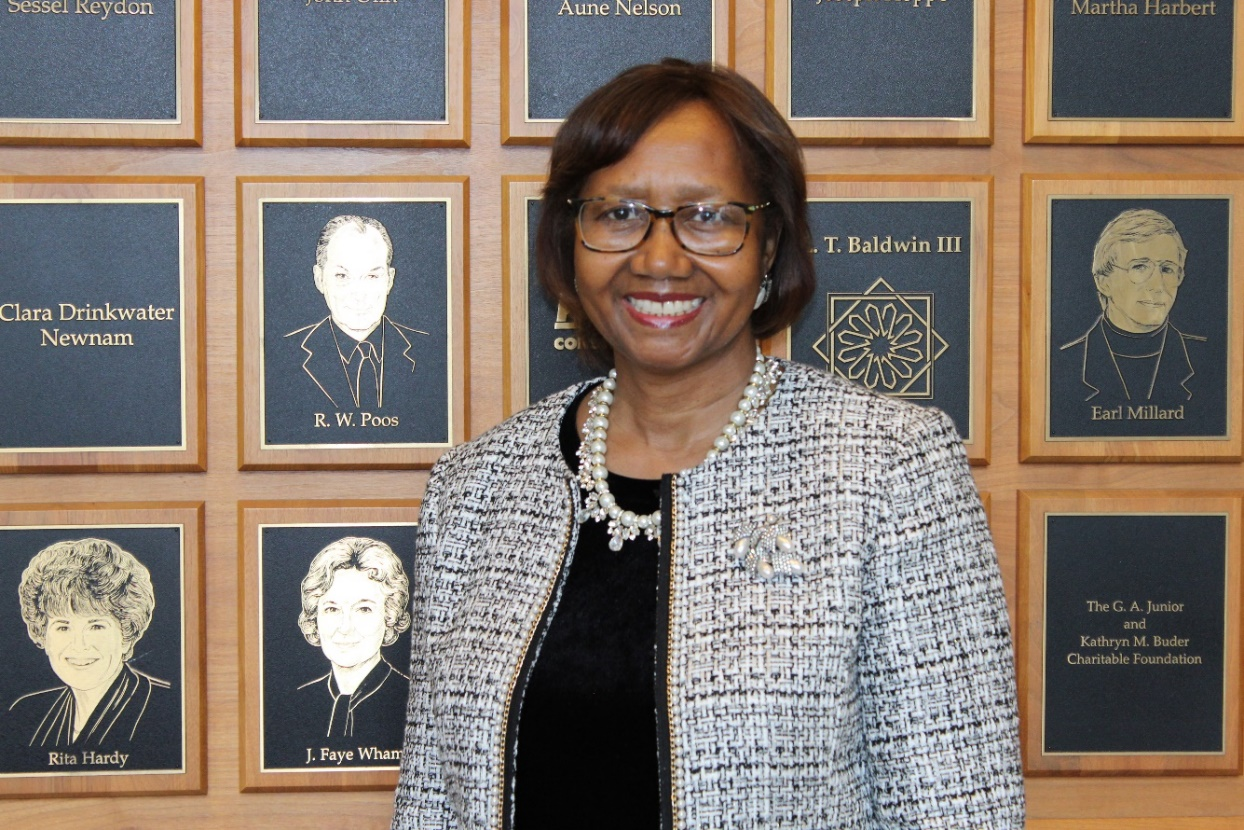 Sessel Reydon
Aune Nelson
Martha Harbert
Clara Drinkwater
Newnam
R. W. Poos
T. Baldwin III
Earl Millard
Rita Hardy
J. Faye Wham
The G. A. Junior
and
Kathryn M. Buder
Charitable Foundation